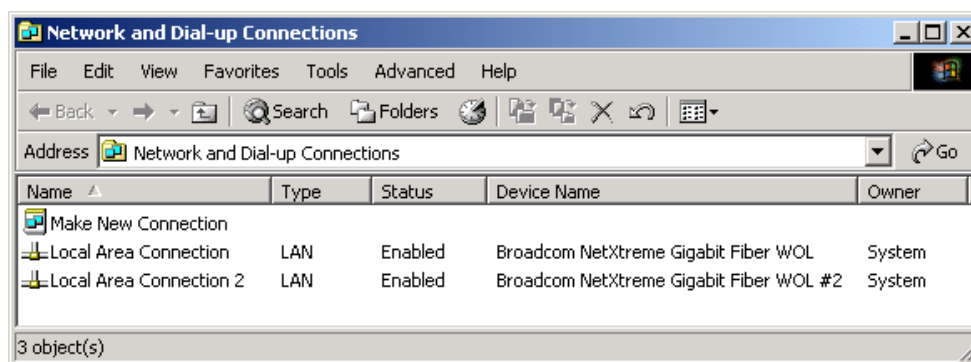 Network and Dial-up Connections
File Edit View Favorites Tools Advanced Help
Back Search Folders
Address Network and Dial-up Connections Go
Name Type Status Device Name Owner
Make New Connection
Local Area Connection LAN Enabled Broadcom NetXtreme Gigabit Fiber WOL System
Local Area Connection 2 LAN Enabled Broadcom NetXtreme Gigabit Fiber WOL #2 System
3 object(s)